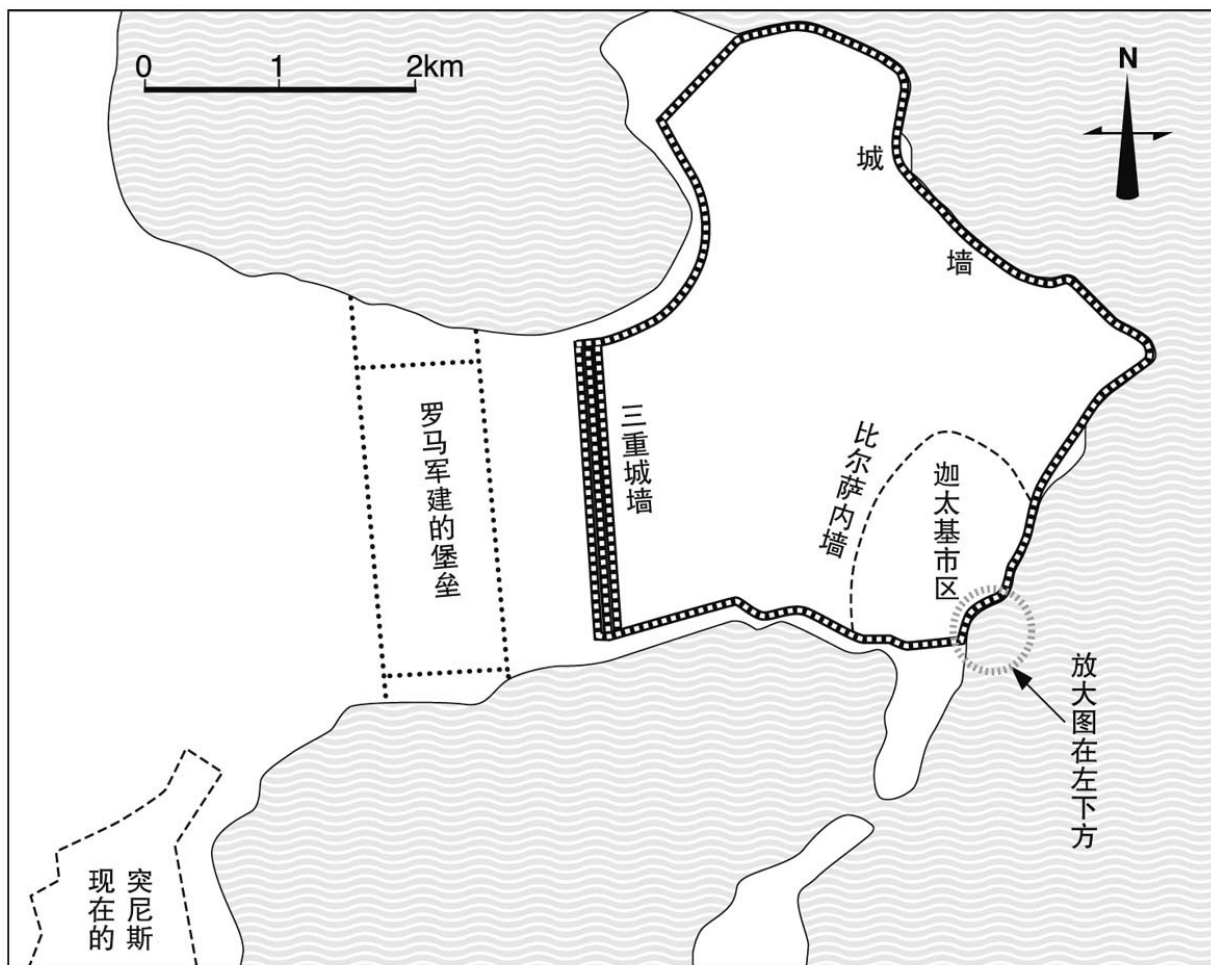 0 1 2km
N
城
墙
三重城墙
罗马军建的堡垒
比尔萨内墙
迦太基市区
放大图在左下方
现在的
突尼斯